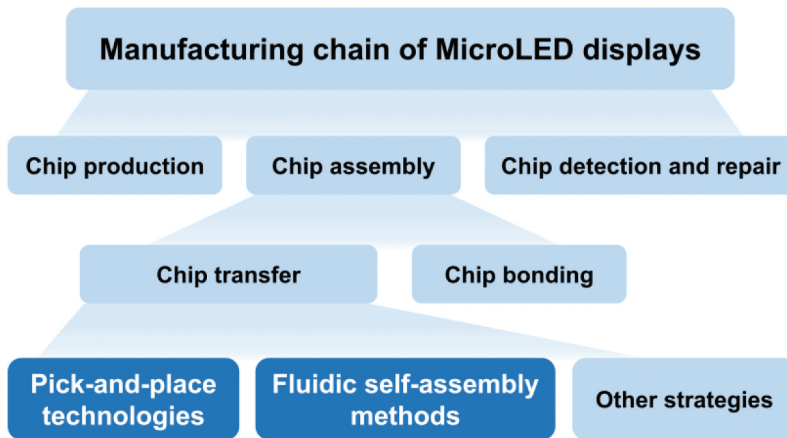 Manufacturing chain of MicroLED displays
Chip production
Chip assembly
Chip detection and repair
Chip transfer
Chip bonding
Pick-and-place
technologies
Fluidic self-assembly
methods
Other strategies